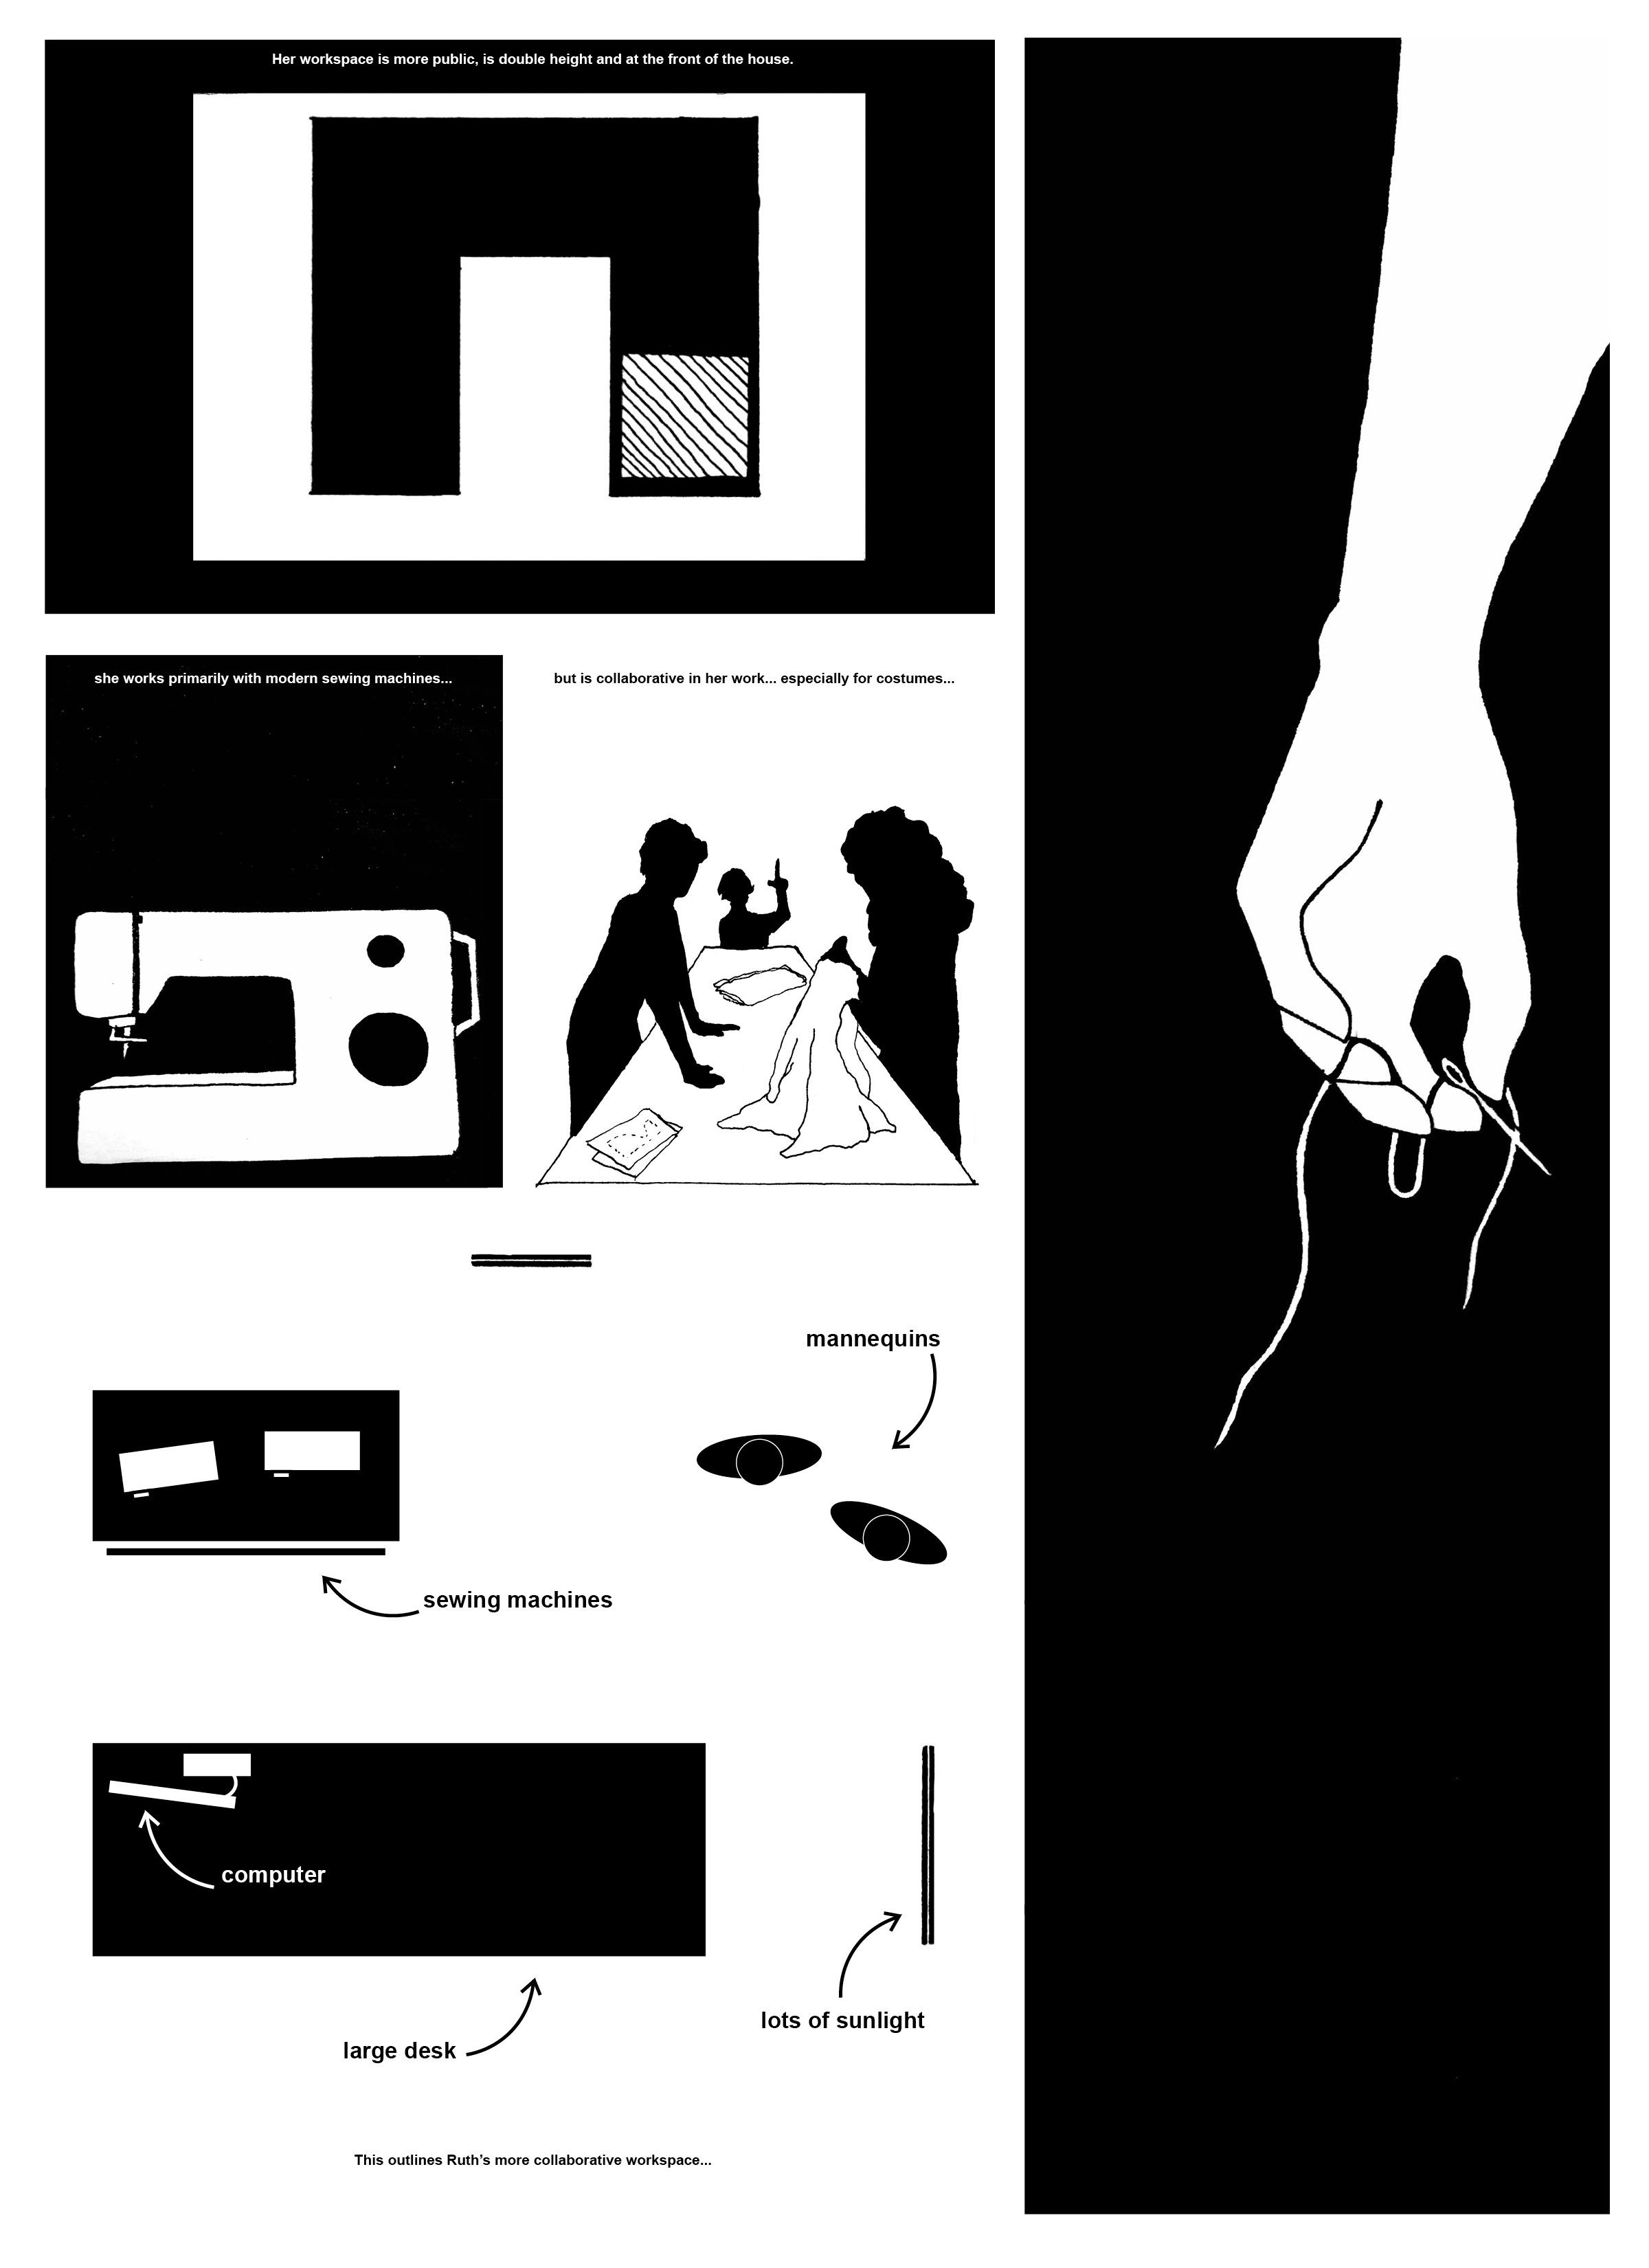 Her workspace is more public, is double height and at the front of the house.
she works primarily with modern sewing machines...
but is collaborative in her work... especially for costumes...
mannequins
sewing machines
computer
lots of sunlight
large desk
This outlines Ruth’s more collaborative workspace...